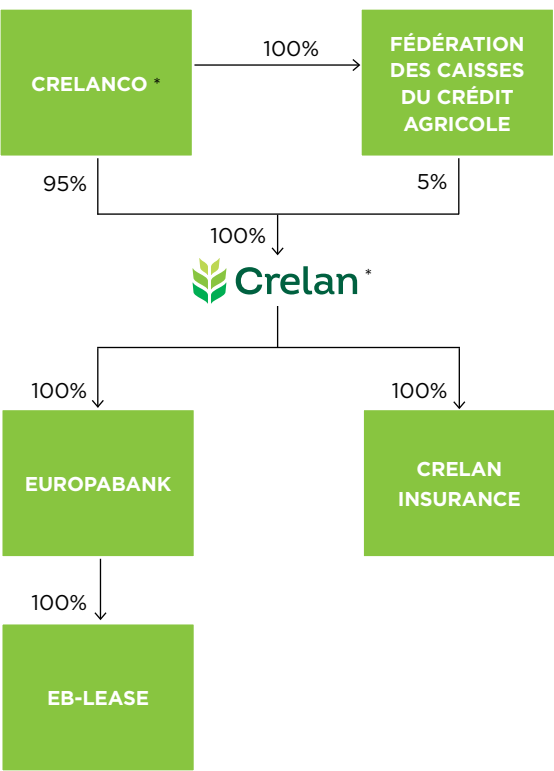 CRELANCO *
100%
FÉDÉRATION
DES CAISSES
DU CRÉDIT
AGRICOLE
95%
5%
100%
Crelan *
100%
100%
EUROPABANK
CRELAN
INSURANCE
100%
EB-LEASE